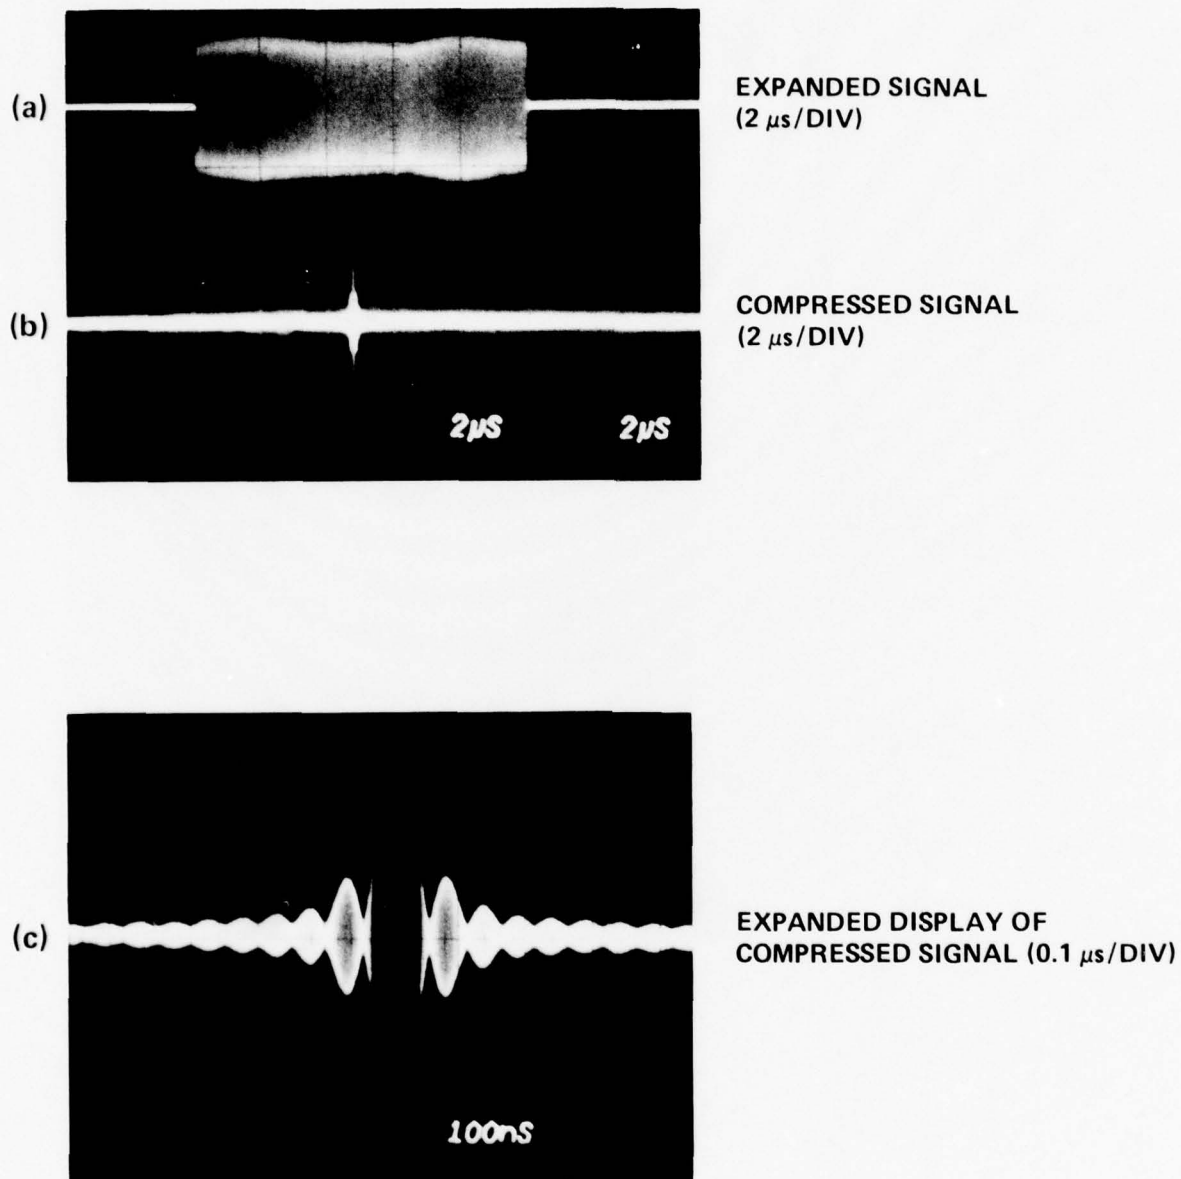 (a)
EXPANDED SIGNAL
(2 μs/DIV)
(b)
COMPRESSED SIGNAL
(2 μs/DIV)
2μS 2μS
(c)
EXPANDED DISPLAY OF
COMPRESSED SIGNAL (0.1 μs/DIV)
100nS